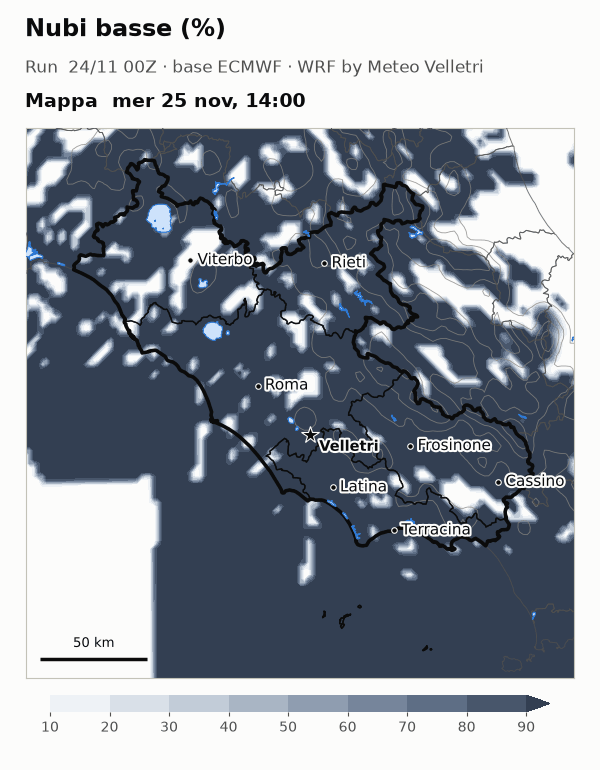 Nubi basse (%)
Run  24/11 00Z · base ECMWF · WRF by Meteo Velletri
Mappa  mer 25 nov, 14:00
Viterbo
Rieti
Roma
Velletri
Frosinone
Cassino
Latina
Terracina
50 km
10 20 30 40 50 60 70 80 90